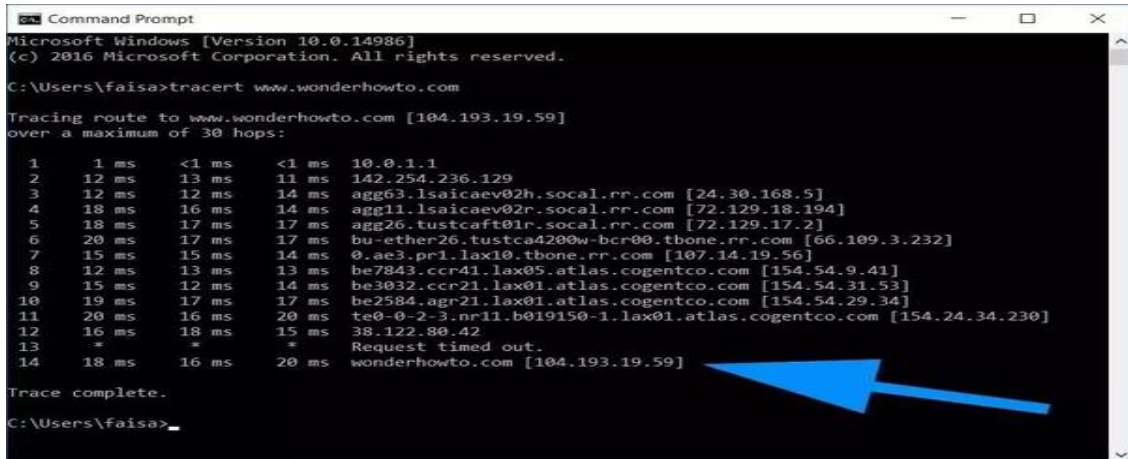 Command Prompt
Microsoft Windows [Version 10.0.14986]
(c) 2016 Microsoft Corporation. All rights reserved.
C:\Users\faisa>tracert www.wonderhowto.com
Tracing route to www.wonderhowto.com [104.193.19.59]
over a maximum of 30 hops:
1 1 ms <1 ms <1 ms 10.0.1.1
2 12 ms 13 ms 11 ms 142.254.236.129
3 12 ms 12 ms 14 ms agg63.lsaicaev02h.socal.rr.com [24.30.168.5]
4 18 ms 16 ms 14 ms agg11.lsaicaev02r.socal.rr.com [72.129.18.194]
5 18 ms 17 ms 17 ms agg26.tustcaft01r.socal.rr.com [72.129.17.2]
6 20 ms 17 ms 17 ms bu-ether26.tustca4200w-bcr00.tbone.rr.com [66.109.3.232]
7 15 ms 15 ms 14 ms 0.ae3.pr1.lax10.tbone.rr.com [107.14.19.56]
8 12 ms 13 ms 13 ms be7843.ccr41.lax05.atlas.cogentco.com [154.54.9.41]
9 15 ms 12 ms 14 ms be3032.ccr21.lax01.atlas.cogentco.com [154.54.31.53]
10 19 ms 17 ms 17 ms be2584.agr21.lax01.atlas.cogentco.com [154.54.29.34]
11 20 ms 16 ms 20 ms te0-0-2-3.nr11.b019150-1.lax01.atlas.cogentco.com [154.24.34.230]
12 16 ms 18 ms 15 ms 38.122.80.42
13 * * * Request timed out.
14 18 ms 16 ms 20 ms wonderhowto.com [104.193.19.59]
Trace complete.
C:\Users\faisa>